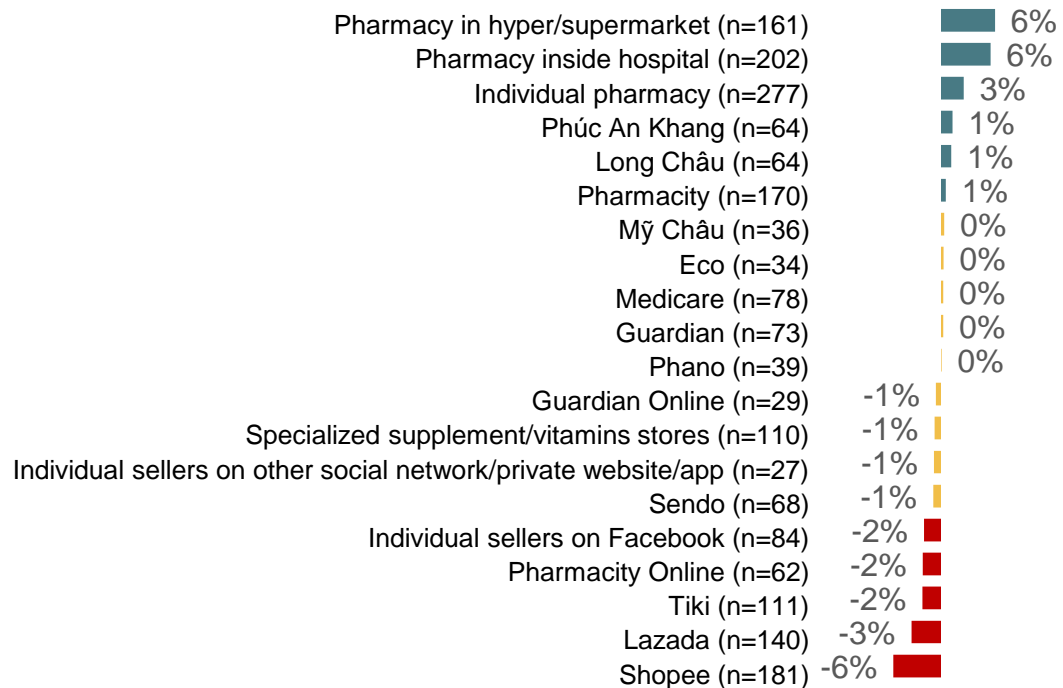 Pharmacy in hyper/supermarket (n=161) 6%
Pharmacy inside hospital (n=202) 6%
Individual pharmacy (n=277) 3%
Phúc An Khang (n=64) 1%
Long Châu (n=64) 1%
Pharmacity (n=170) 1%
Mỹ Châu (n=36) 0%
Eco (n=34) 0%
Medicare (n=78) 0%
Guardian (n=73) 0%
Phano (n=39) 0%
Guardian Online (n=29) -1%
Specialized supplement/vitamins stores (n=110) -1%
Individual sellers on other social network/private website/app (n=27) -1%
Sendo (n=68) -1%
Individual sellers on Facebook (n=84) -2%
Pharmacity Online (n=62) -2%
Tiki (n=111) -2%
Lazada (n=140) -3%
Shopee (n=181) -6%